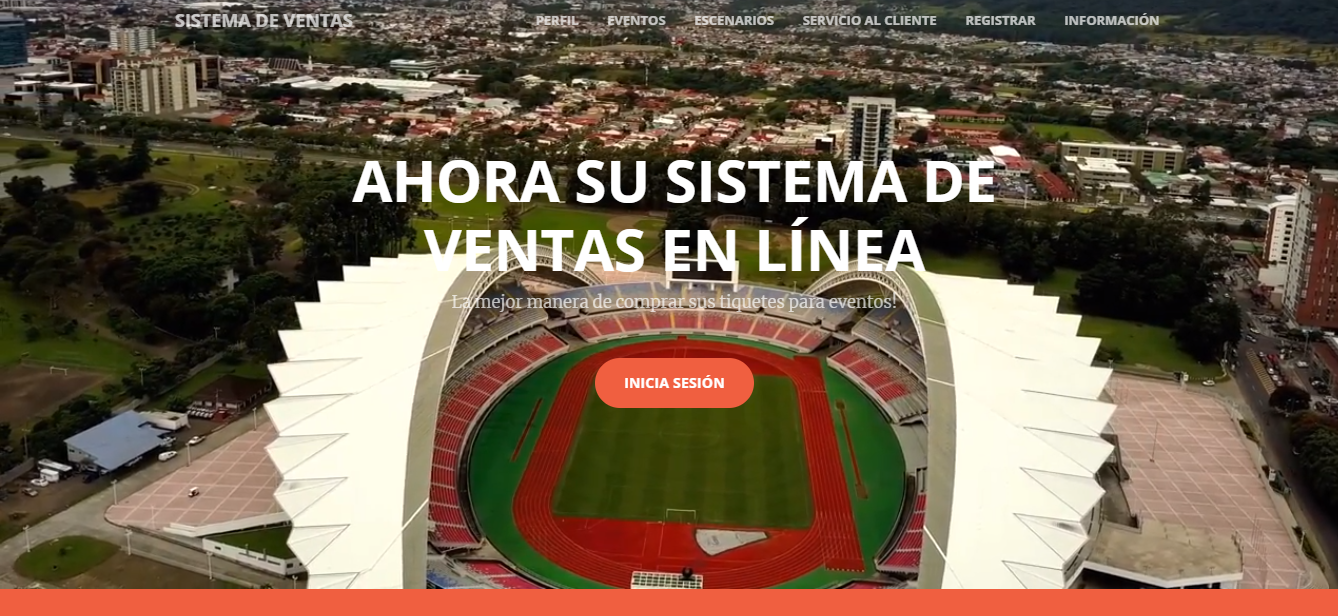 SISTEMA DE VENTAS
PERFIL EVENTOS ESCENARIOS SERVICIO AL CLIENTE REGISTRAR INFORMACIÓN
AHORA SU SISTEMA DE
VENTAS EN LÍNEA
La mejor manera de comprar sus tiquetes para eventos!
INICIA SESIÓN